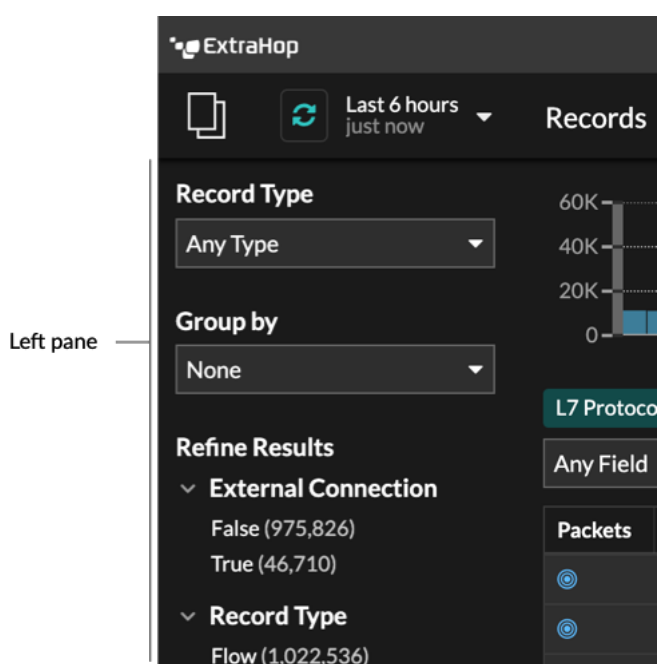 ExtraHop
Last 6 hours
just now
Records
Left pane
Record Type
Any Type
Group by
None
Refine Results
External Connection
False (975,826)
True (46,710)
Record Type
Flow (1,022,536)
60K
40K
20K
0
L7 Protoco
Any Field
Packets